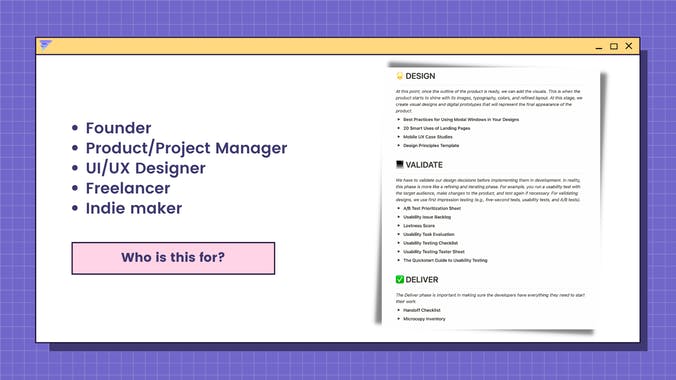 Founder
Product/Project Manager
UI/UX Designer
Freelancer
Indie maker
Who is this for?
DESIGN
At this point, once the outline of the product is ready, we can add the visuals. This is when the
product starts to shine with its images, typography, colors, and refined layout. At this stage, we
create visual designs and digital prototypes that will represent the final appearance of the
product.
Best Practices for Using Modal Windows in Your Designs
20 Smart Uses of Landing Pages
Mobile UX Case Studies
Design Principles Template
VALIDATE
We have to validate our design decisions before implementing them in development. In reality,
this phase is more like a refining and iterating phase. For example, you run a usability test with
the target audience, make changes to the product, and test again if necessary. For validating
designs, we use first impression testing (e.g., five-second tests, usability tests, and A/B tests).
A/B Test Prioritization Sheet
Usability Issue Backlog
Lostness Score
Usability Task Evaluation
Usability Testing Checklist
Usability Testing Tester Sheet
The Quickstart Guide to Usability Testing
DELIVER
The Deliver phase is important in making sure the developers have everything they need to start
their work
Handoff Checklist
Microcopy Inventory